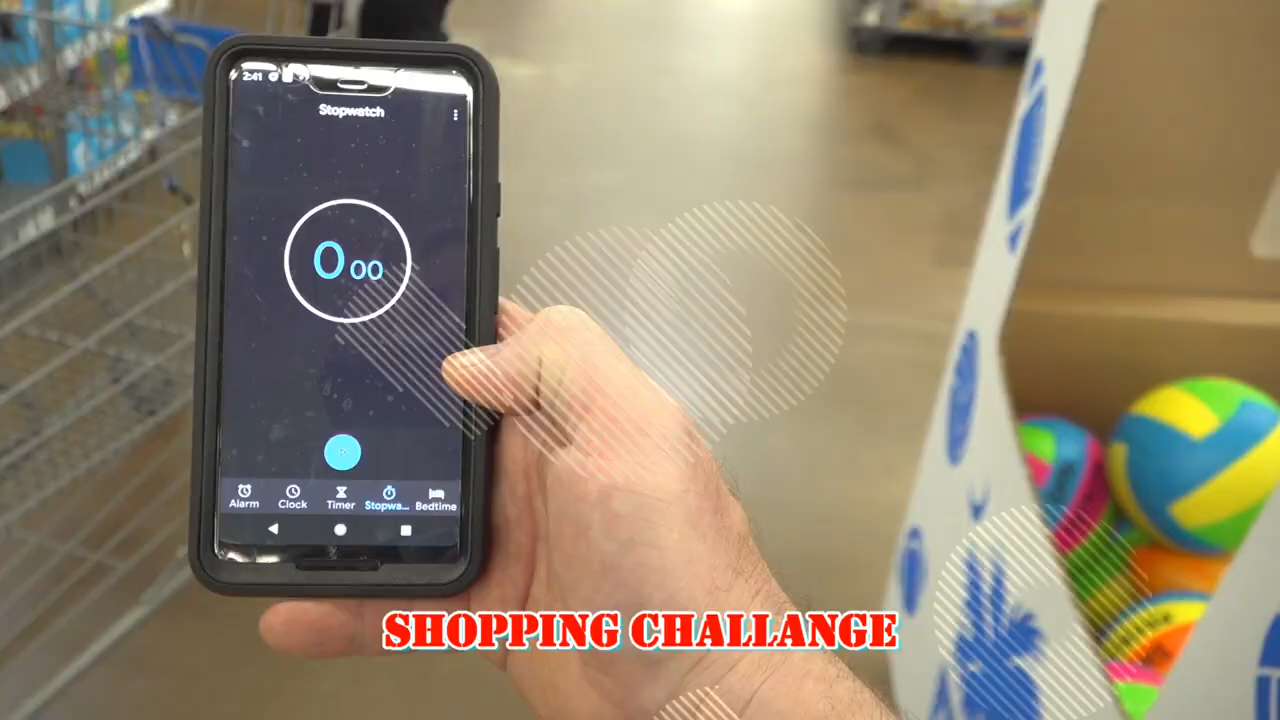 2:41
Stopwatch
0 00
Alarm Clock Timer Stopwa... Bedtime
SHOPPING CHALLANGE